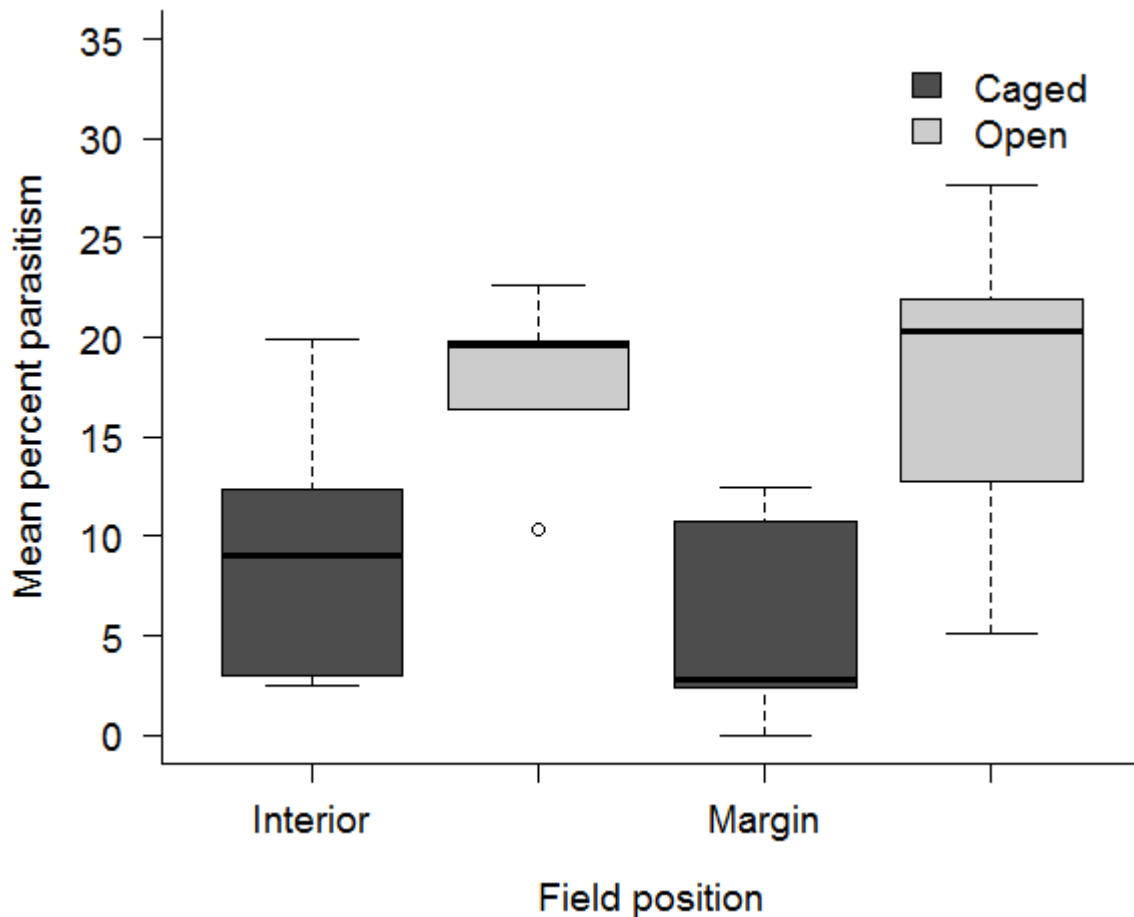 Mean percent parasitism
35
30
25
20
15
10
5
0
Caged
Open
Interior
Margin
Field position